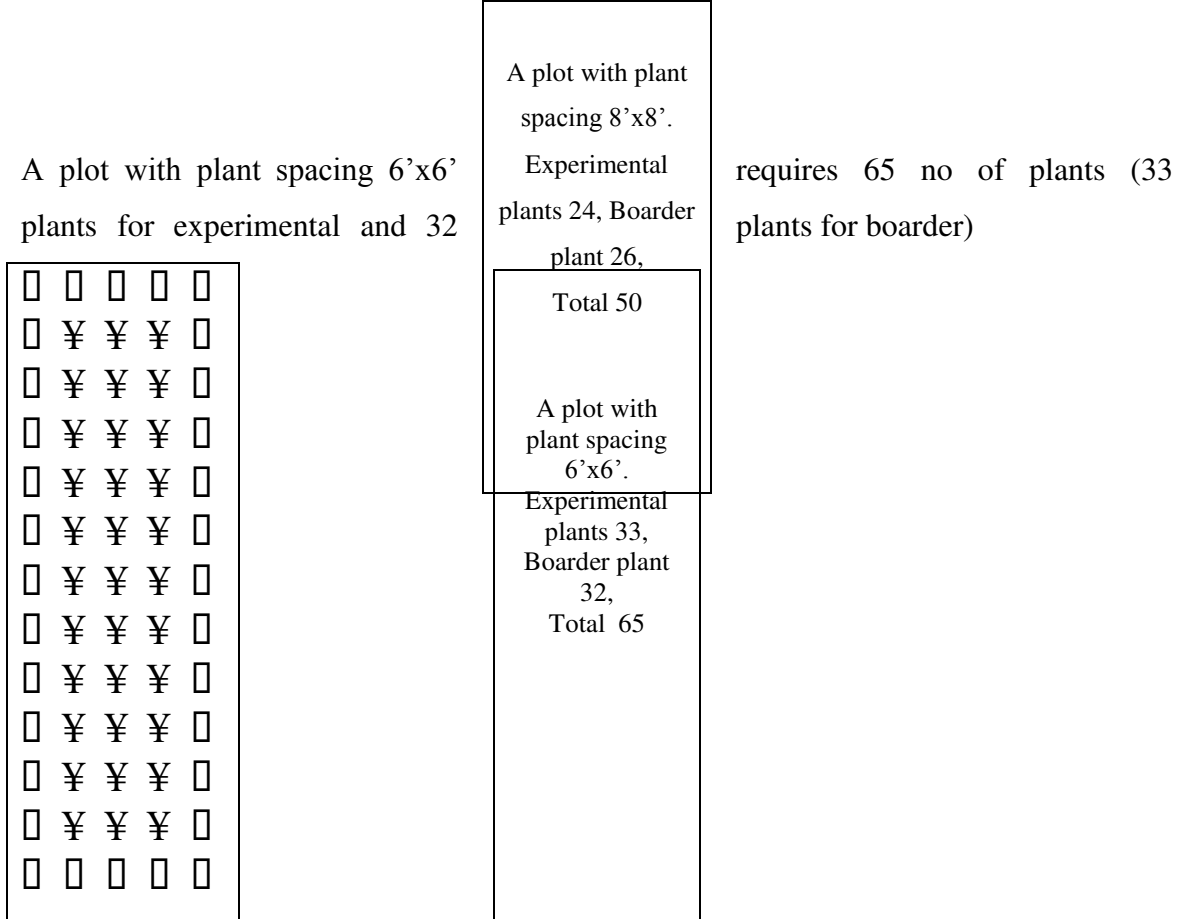 A plot with plant
spacing 8’x8’.
Experimental
plants 24, Boarder
plant 26,
Total 50
A plot with plant spacing 6’x6’ requires 65 no of plants (33
plants for experimental and 32 plants for boarder)
▯ ▯ ▯ ▯ ▯
▯ ¥ ¥ ¥ ▯
▯ ¥ ¥ ¥ ▯
▯ ¥ ¥ ¥ ▯
▯ ¥ ¥ ¥ ▯
▯ ¥ ¥ ¥ ▯
▯ ¥ ¥ ¥ ▯
▯ ¥ ¥ ¥ ▯
▯ ¥ ¥ ¥ ▯
▯ ¥ ¥ ¥ ▯
▯ ¥ ¥ ¥ ▯
▯ ¥ ¥ ¥ ▯
▯ ▯ ▯ ▯ ▯
A plot with
plant spacing
6’x6’.
Experimental
plants 33,
Boarder plant
32,
Total 65